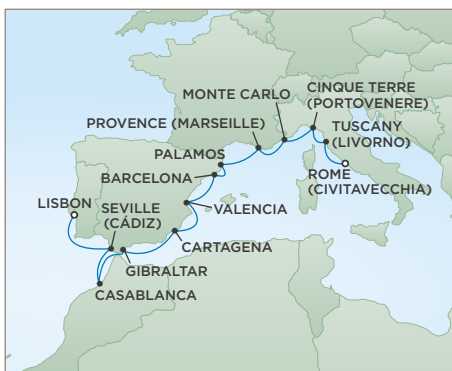 MONTE CARLO
CINQUE TERRE
(PORTOVENERE)
PROVENCE (MARSEILLE)
TUSCANY
(LIVORNO)
PALAMOS
ROME
(CIVITAVECCHIA)
BARCELONA
LISBON
SEVILLE
(CÁDIZ)
VALENCIA
CARTAGENA
GIBRALTAR
CASABLANCA